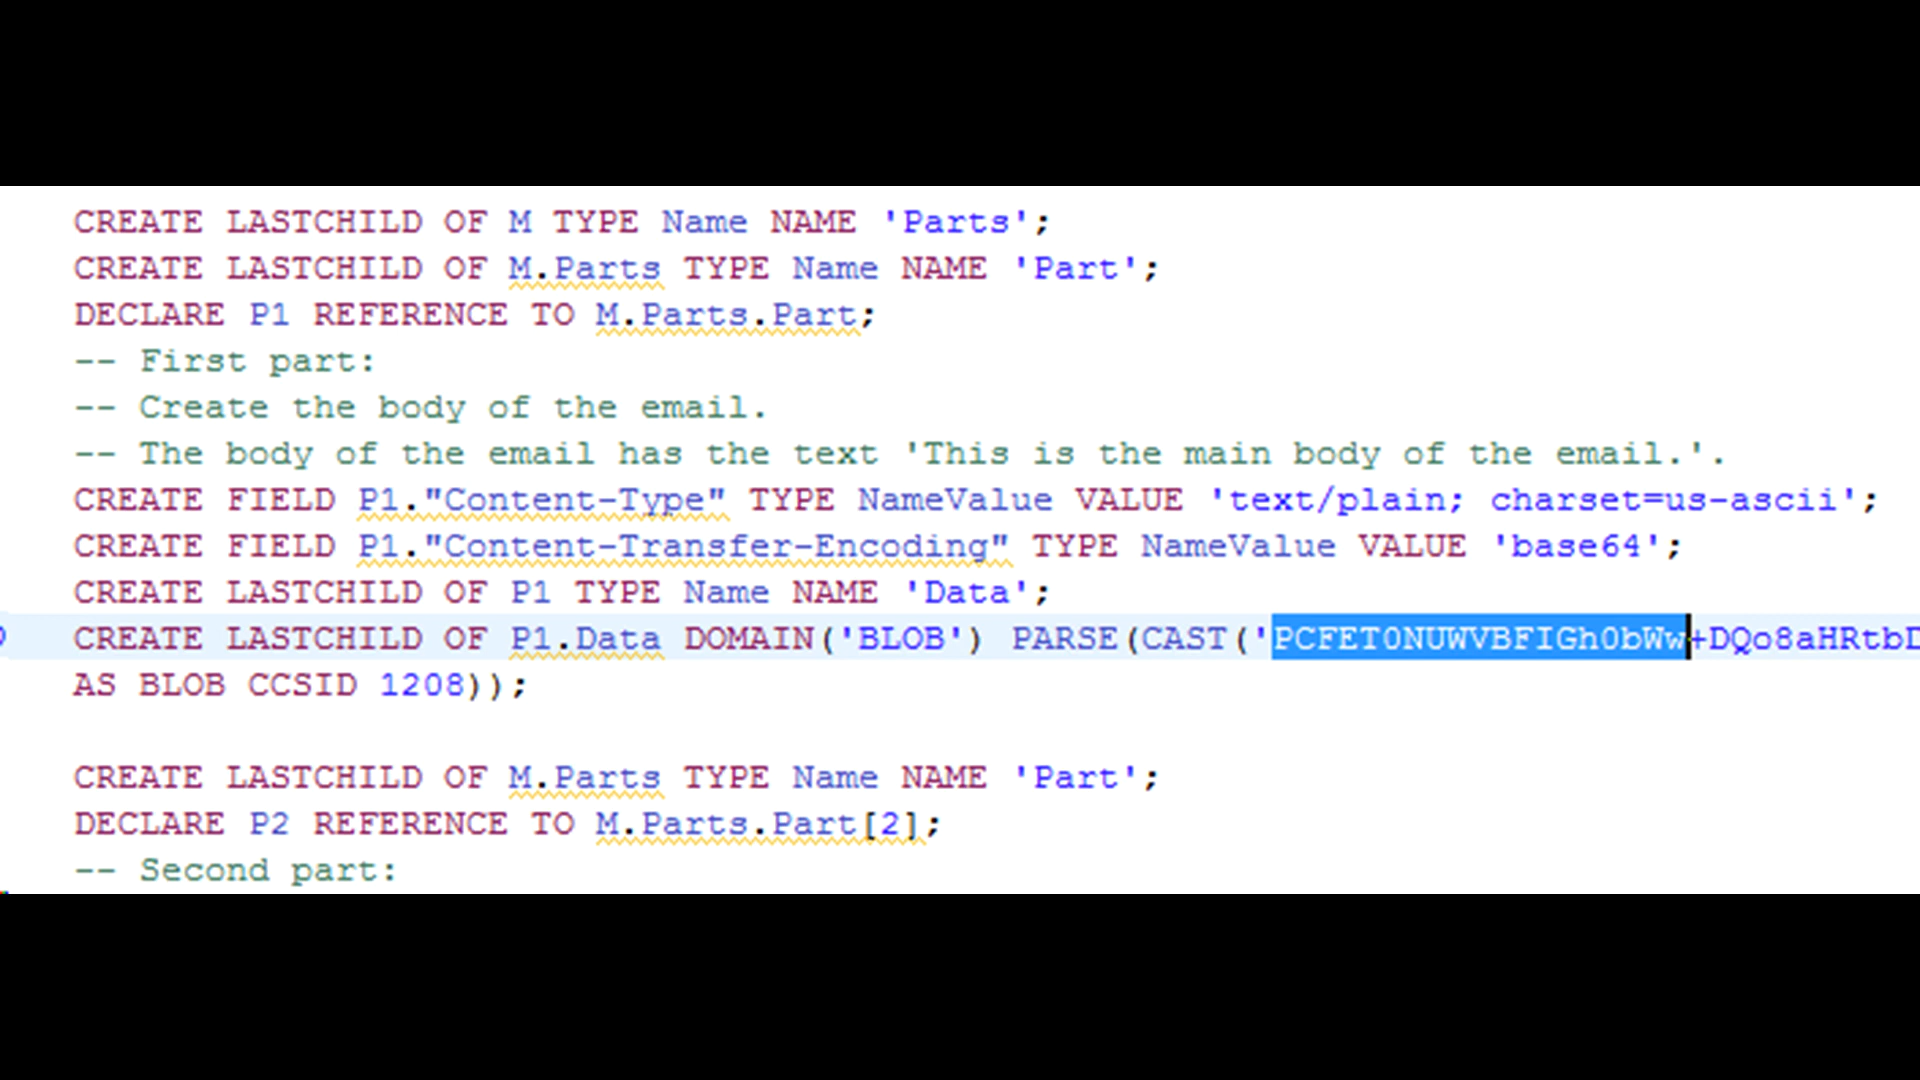 CREATE LASTCHILD OF M TYPE Name NAME 'Parts';
CREATE LASTCHILD OF M.Parts TYPE Name NAME 'Part';
DECLARE P1 REFERENCE TO M.Parts.Part;
-- First part:
-- Create the body of the email.
-- The body of the email has the text 'This is the main body of the email.'.
CREATE FIELD P1."Content-Type" TYPE NameValue VALUE 'text/plain; charset=us-ascii';
CREATE FIELD P1."Content-Transfer-Encoding" TYPE NameValue VALUE 'base64';
CREATE LASTCHILD OF P1 TYPE Name NAME 'Data';
CREATE LASTCHILD OF P1.Data DOMAIN('BLOB') PARSE(CAST('PCFET0NUWVBFIGh0bWw+DQo8aHRtbD
AS BLOB CCSID 1208));
CREATE LASTCHILD OF M.Parts TYPE Name NAME 'Part';
DECLARE P2 REFERENCE TO M.Parts.Part[2];
-- Second part: